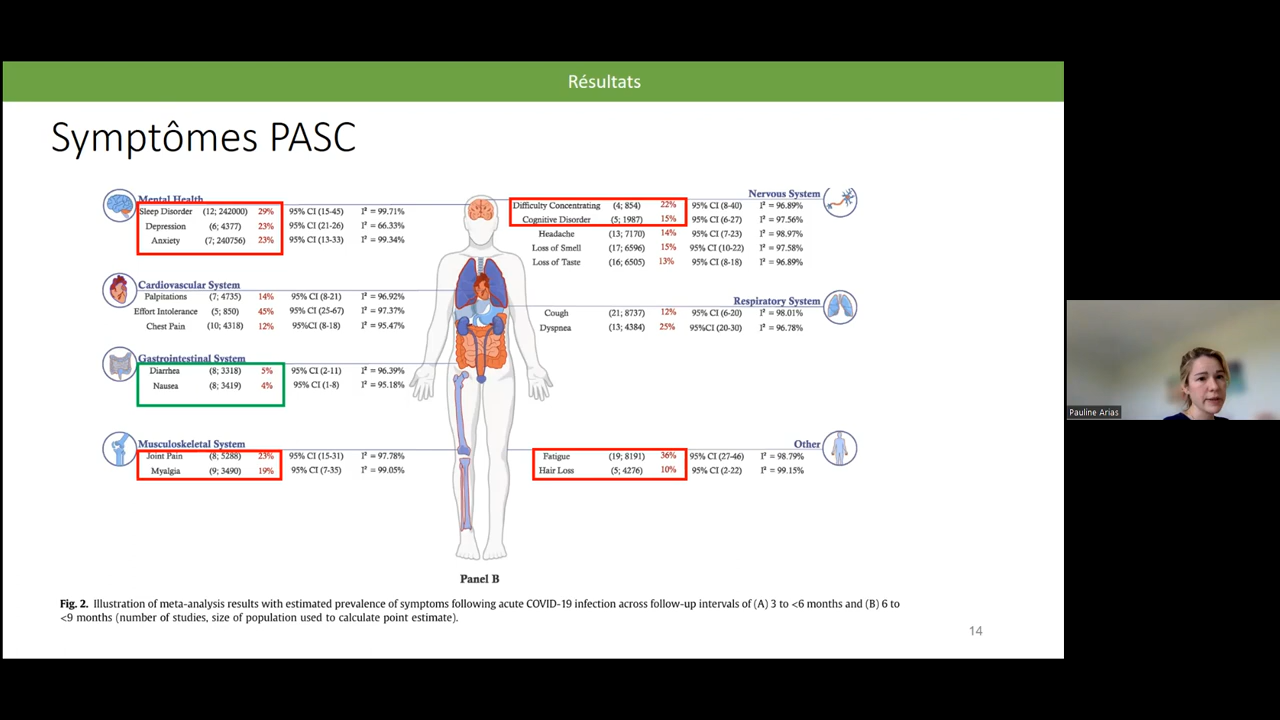 Résultats
Symptômes PASC
Mental Health
Sleep Disorder (12; 242000) 29% 95% CI (15-45) I² = 99.71%
Depression (6; 4377) 23% 95% CI (21-26) I² = 66.33%
Anxiety (7; 240756) 23% 95% CI (13-33) I² = 99.34%
Cardiovascular System
Palpitations (7; 4735) 14% 95% CI (8-21) I² = 96.92%
Effort Intolerance (5; 850) 45% 95% CI (25-67) I² = 97.37%
Chest Pain (10; 4318) 12% 95%CI (8-18) I² = 95.47%
Gastrointestinal System
Diarrhea (8; 3318) 5% 95% CI (2-11) I² = 96.39%
Nausea (8; 3419) 4% 95% CI (1-8) I² = 95.18%
Musculoskeletal System
Joint Pain (8; 5288) 23% 95% CI (15-31) I² = 97.78%
Myalgia (9; 3490) 19% 95% CI (7-35) I² = 99.05%
Nervous System
Difficulty Concentrating (4; 854) 22% 95% CI (8-40) I² = 96.89%
Cognitive Disorder (5; 1987) 15% 95% CI (6-27) I² = 97.56%
Headache (13; 7170) 14% 95% CI (7-23) I² = 98.97%
Loss of Smell (17; 6596) 15% 95% CI (10-22) I² = 97.58%
Loss of Taste (16; 6505) 13% 95% CI (8-18) I² = 96.89%
Respiratory System
Cough (21; 8737) 12% 95% CI (6-20) I² = 98.01%
Dyspnea (13; 4384) 25% 95%CI (20-30) I² = 96.78%
Other
Fatigue (19; 8191) 36% 95% CI (27-46) I² = 98.79%
Hair Loss (5; 4276) 10% 95% CI (2-22) I² = 99.15%
Panel B
Fig. 2. Illustration of meta-analysis results with estimated prevalence of symptoms following acute COVID-19 infection across follow-up intervals of (A) 3 to <6 months and (B) 6 to
<9 months (number of studies, size of population used to calculate point estimate).
14
Pauline Arias